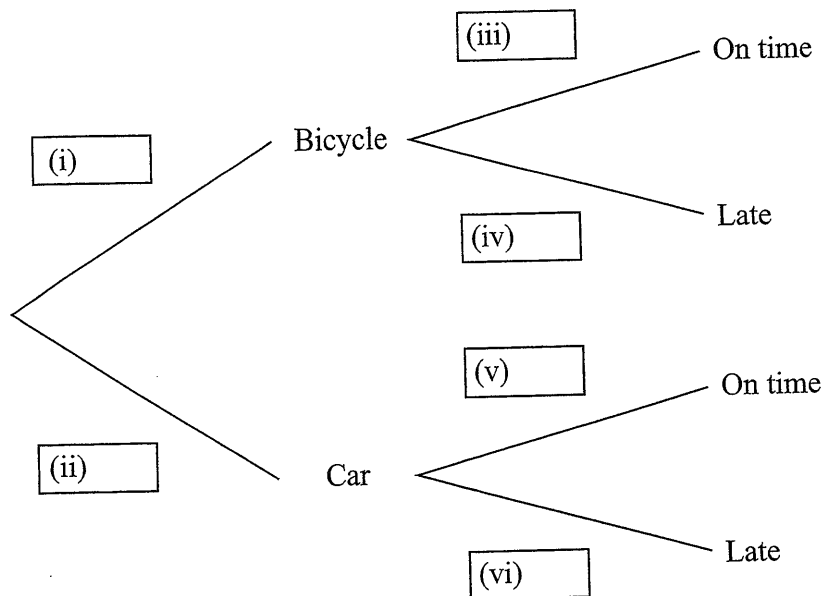 (iii)
On time
(i)
Bicycle
(iv)
Late
(v)
On time
(ii)
Car
(vi)
Late